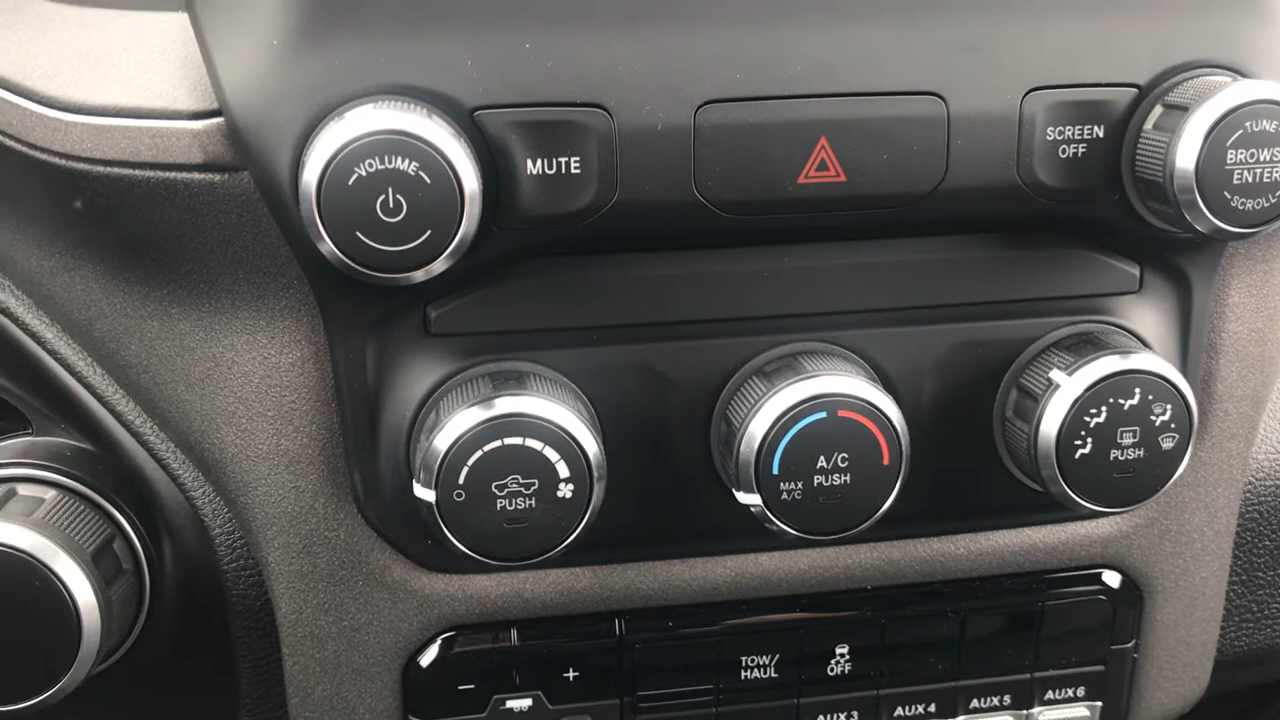 VOLUME
MUTE
SCREEN
OFF
TUNE
BROWS
ENTER
SCROLL
PUSH
A/C
PUSH
MAX
A/C
PUSH
- +
TOW/
HAUL
OFF
AUX 3
AUX 4
AUX 5
AUX 6